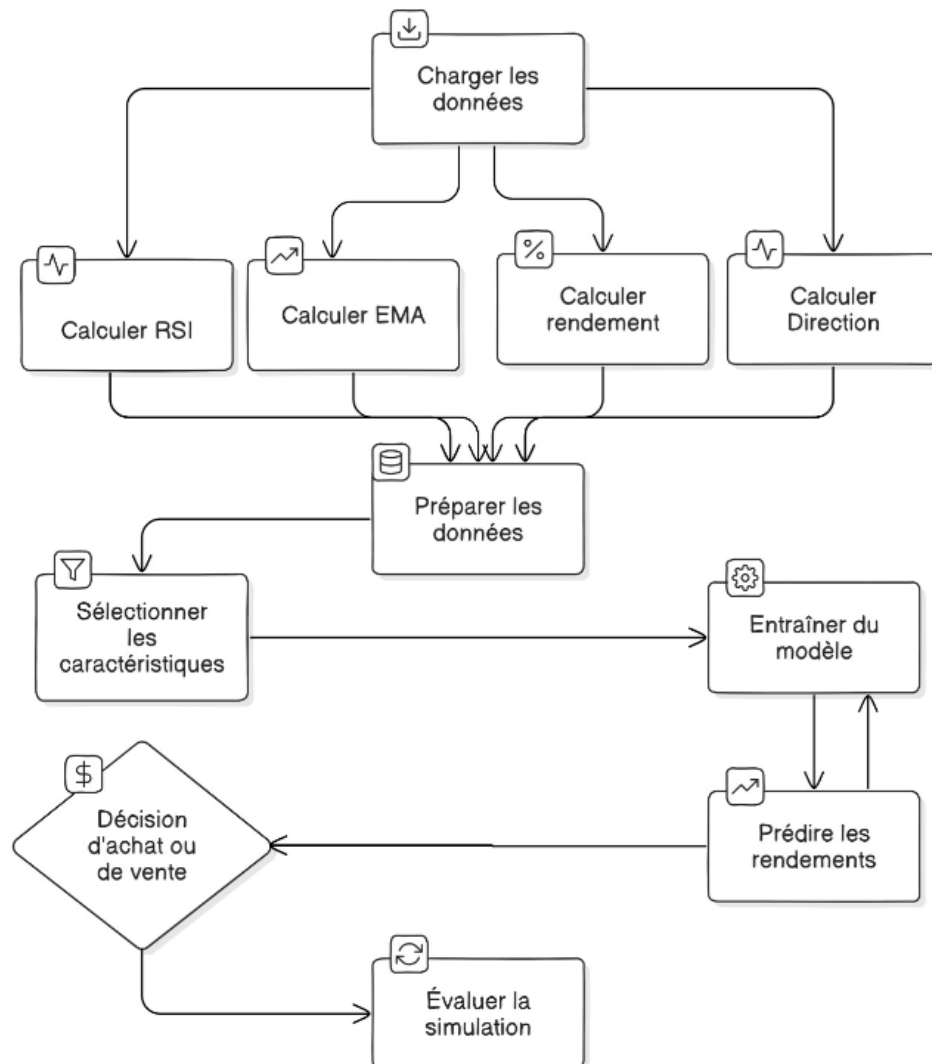 Charger les
données
Calculer RSI
Calculer EMA
Calculer
rendement
Calculer
Direction
Préparer les
données
Sélectionner
les
caractéristiques
Entraîner du
modèle
Décision
d'achat ou
de vente
Prédire les
rendements
Évaluer la
simulation